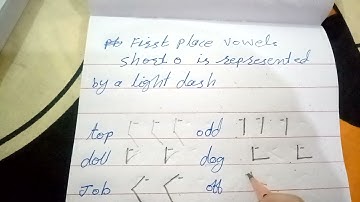 First place vowels
short o is represented
by a light dash
top odd
doll dog
Job off